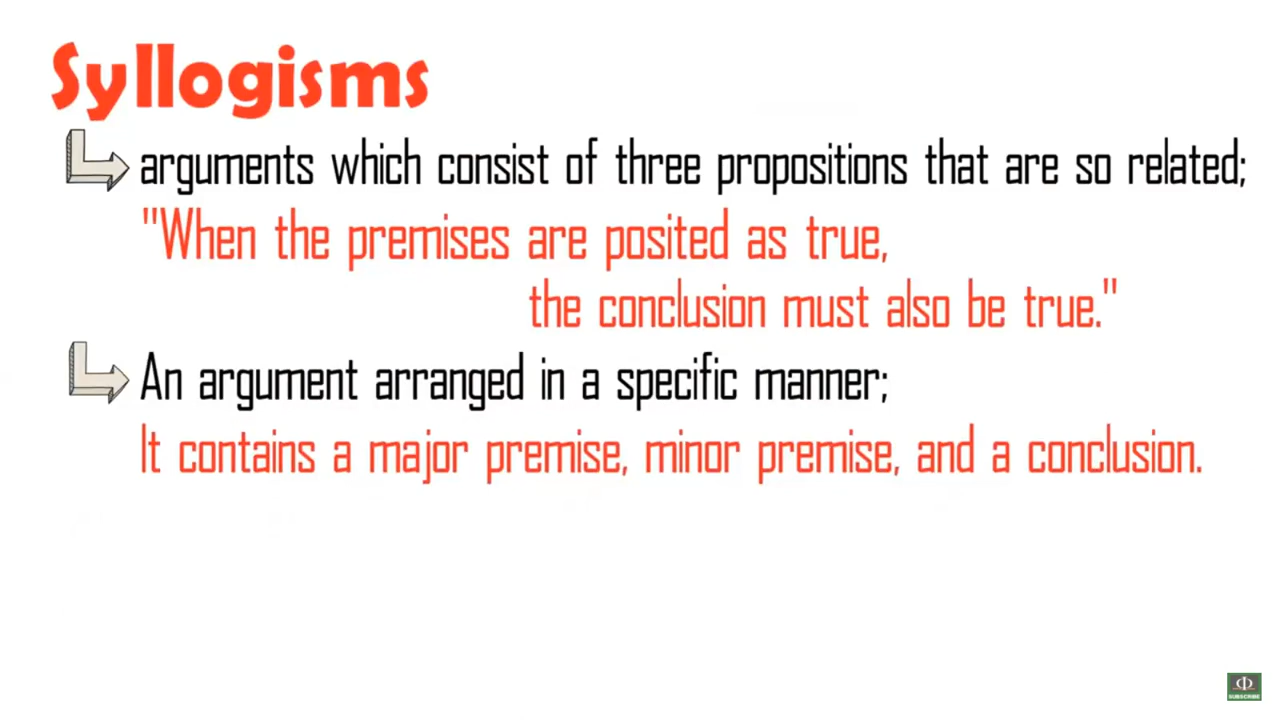 Syllogisms
arguments which consist of three propositions that are so related;
"When the premises are posited as true,
the conclusion must also be true."
An argument arranged in a specific manner;
It contains a major premise, minor premise, and a conclusion.
SUBSCRIBE